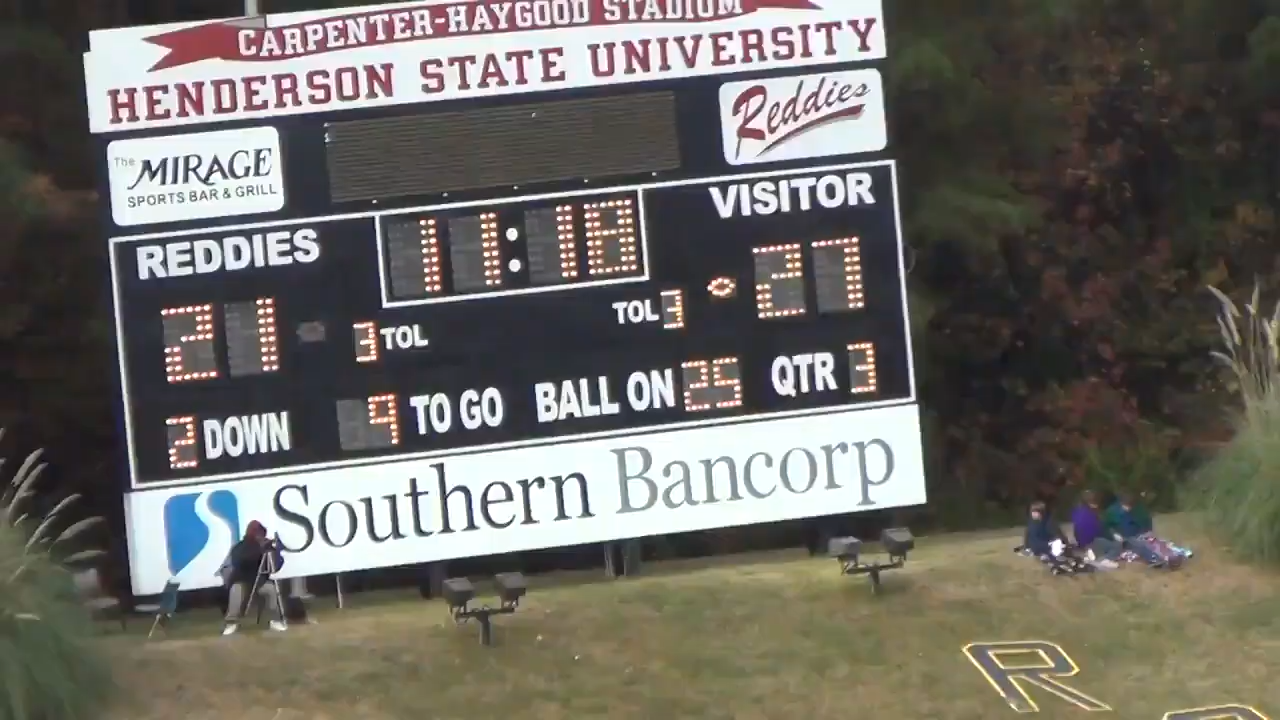 CARPENTER-HAYGOOD STADIUM
HENDERSON STATE UNIVERSITY
The MIRAGE
SPORTS BAR & GRILL
Reddies
REDDIES
11:18
VISITOR
21
3 TOL
TOL 3
27
2 DOWN
9 TO GO
BALL ON 25
QTR 3
Southern Bancorp
R